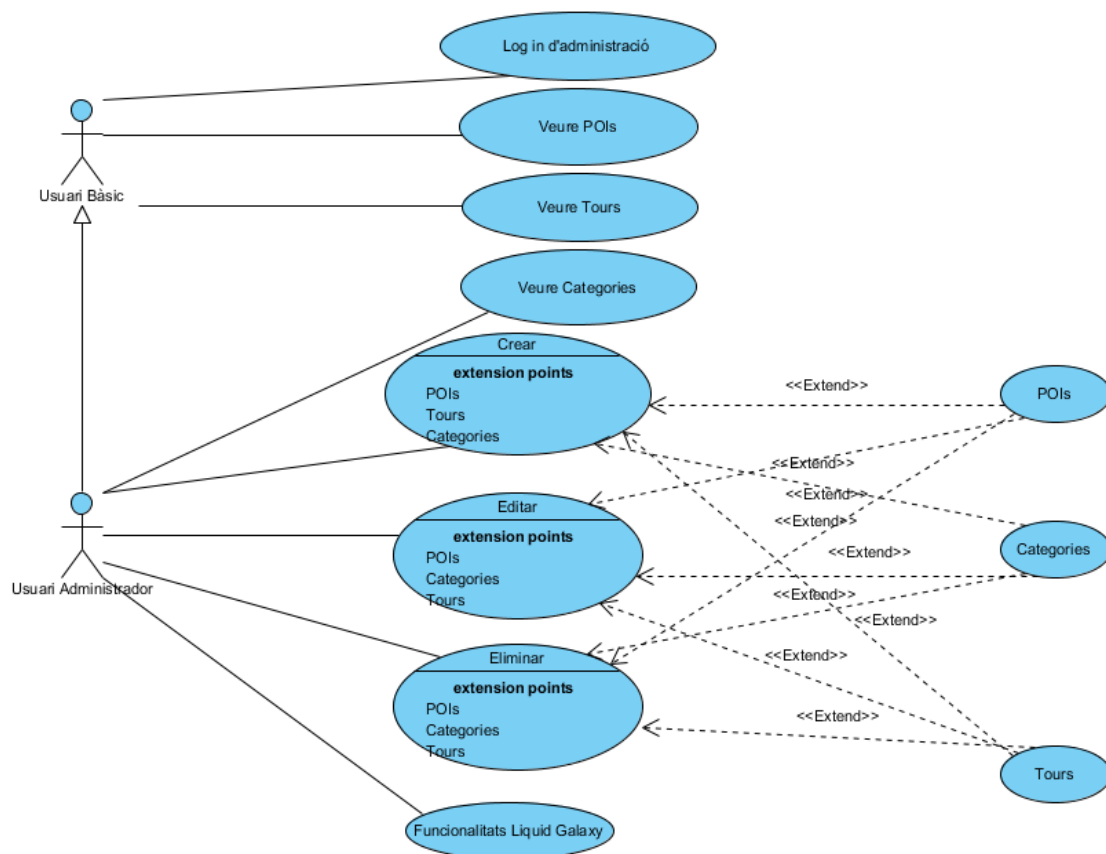 Log in d'administració
Veure POIs
Usuari Bàsic
Veure Tours
Veure Categories
Crear
extension points
POIs
Tours
Categories
<<Extend>>
POIs
<<Extend>>
<<Extend>>
<<Extend>>
Editar
extension points
POIs
Categories
Tours
<<Extend>>
Categories
Usuari Administrador
<<Extend>>
<<Extend>>
Eliminar
extension points
POIs
Categories
Tours
<<Extend>>
<<Extend>>
Tours
Funcionalitats Liquid Galaxy